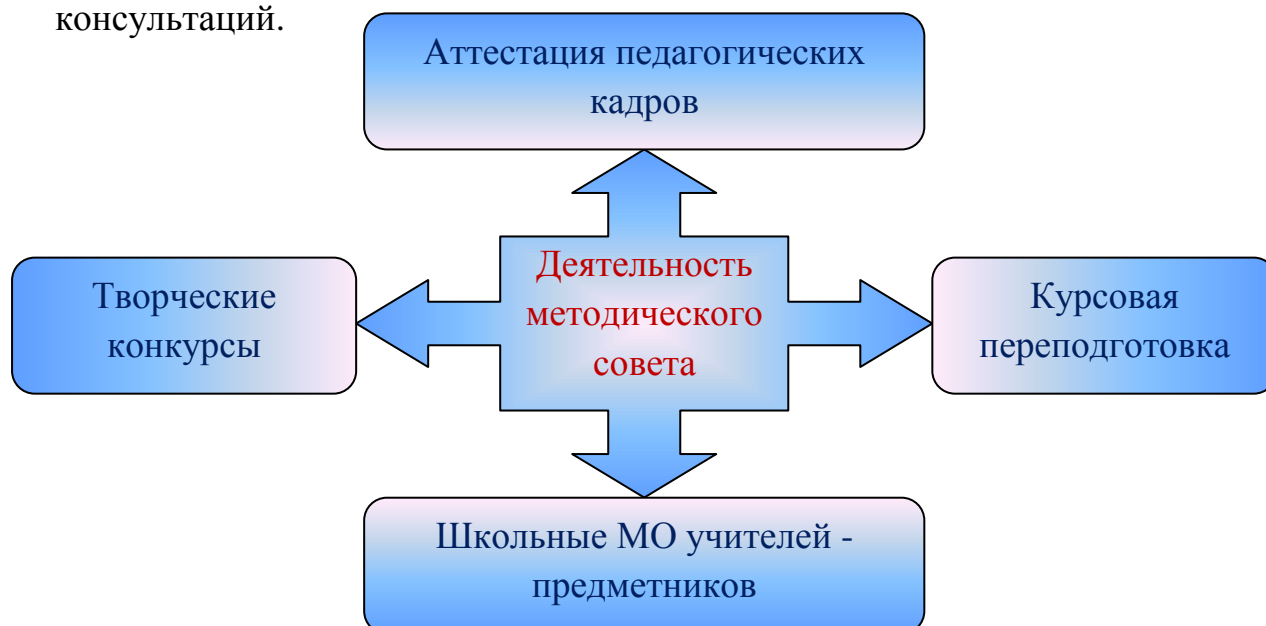 консультаций.
Аттестация педагогических
кадров
Деятельность
методического
совета
Творческие
конкурсы
Курсовая
переподготовка
Школьные МО учителей -
предметников